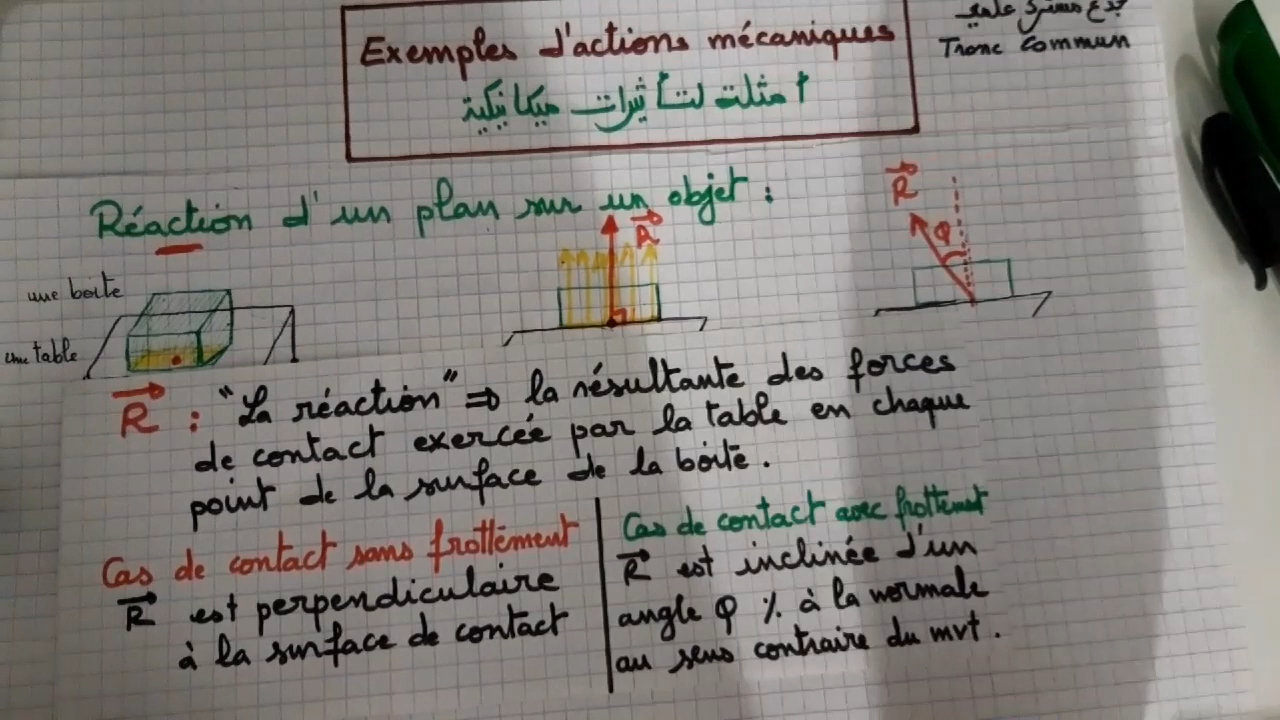 جذع مشترك علمي
Tronc Commun
Exemples d'actions mécaniques
أمثلة لتأثيرات ميكانيكية
Réaction d'un plan sur un objet :
une boite
une table
R
R
φ
R : "La réaction" => la résultante des forces
de contact exercée par la table en chaque
point de la surface de la boite.
Cas de contact sans frottement
R est perpendiculaire
à la surface de contact
Cas de contact avec frottement
R est inclinée d'un
angle φ % à la normale
au sens contraire du mvt.